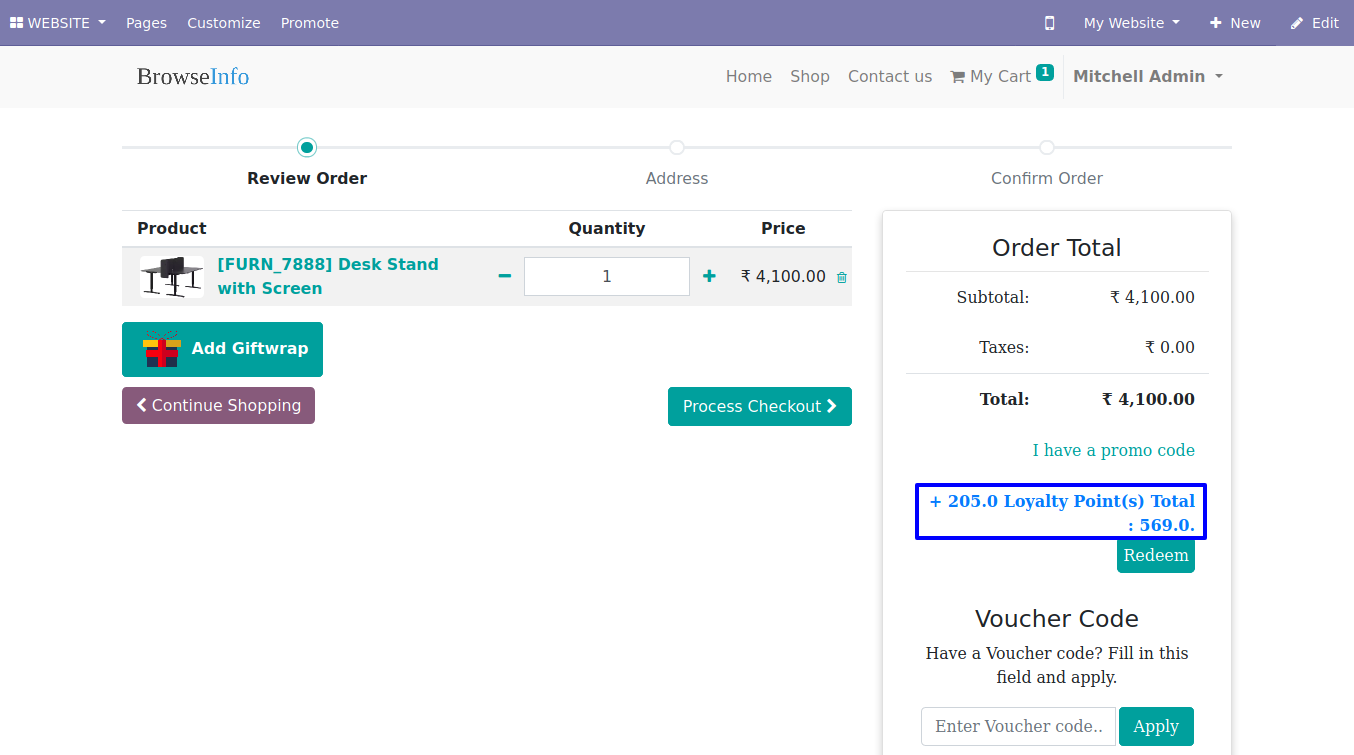 WEBSITE Pages Customize Promote My Website New Edit
BrowseInfo Home Shop Contact us My Cart 1 Mitchell Admin
Review Order Address Confirm Order
Product Quantity Price
[FURN_7888] Desk Stand
with Screen
1 ₹ 4,100.00
Add Giftwrap
Continue Shopping Process Checkout
Order Total
Subtotal: ₹ 4,100.00
Taxes: ₹ 0.00
Total: ₹ 4,100.00
I have a promo code
+ 205.0 Loyalty Point(s) Total
: 569.0.
Redeem
Voucher Code
Have a Voucher code? Fill in this
field and apply.
Enter Voucher code.. Apply